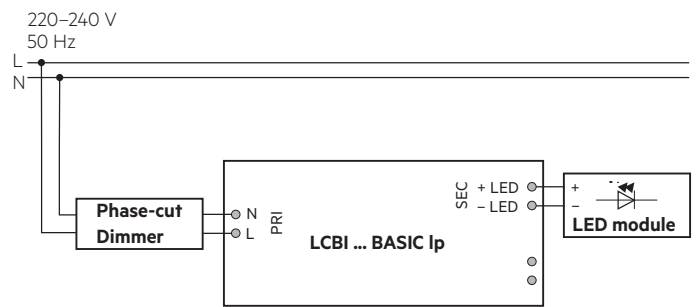 220–240 V
50 Hz
L
N
Phase-cut
Dimmer
N
L
PRI
LCBI ... BASIC lp
SEC
+ LED
– LED
+
–
LED module